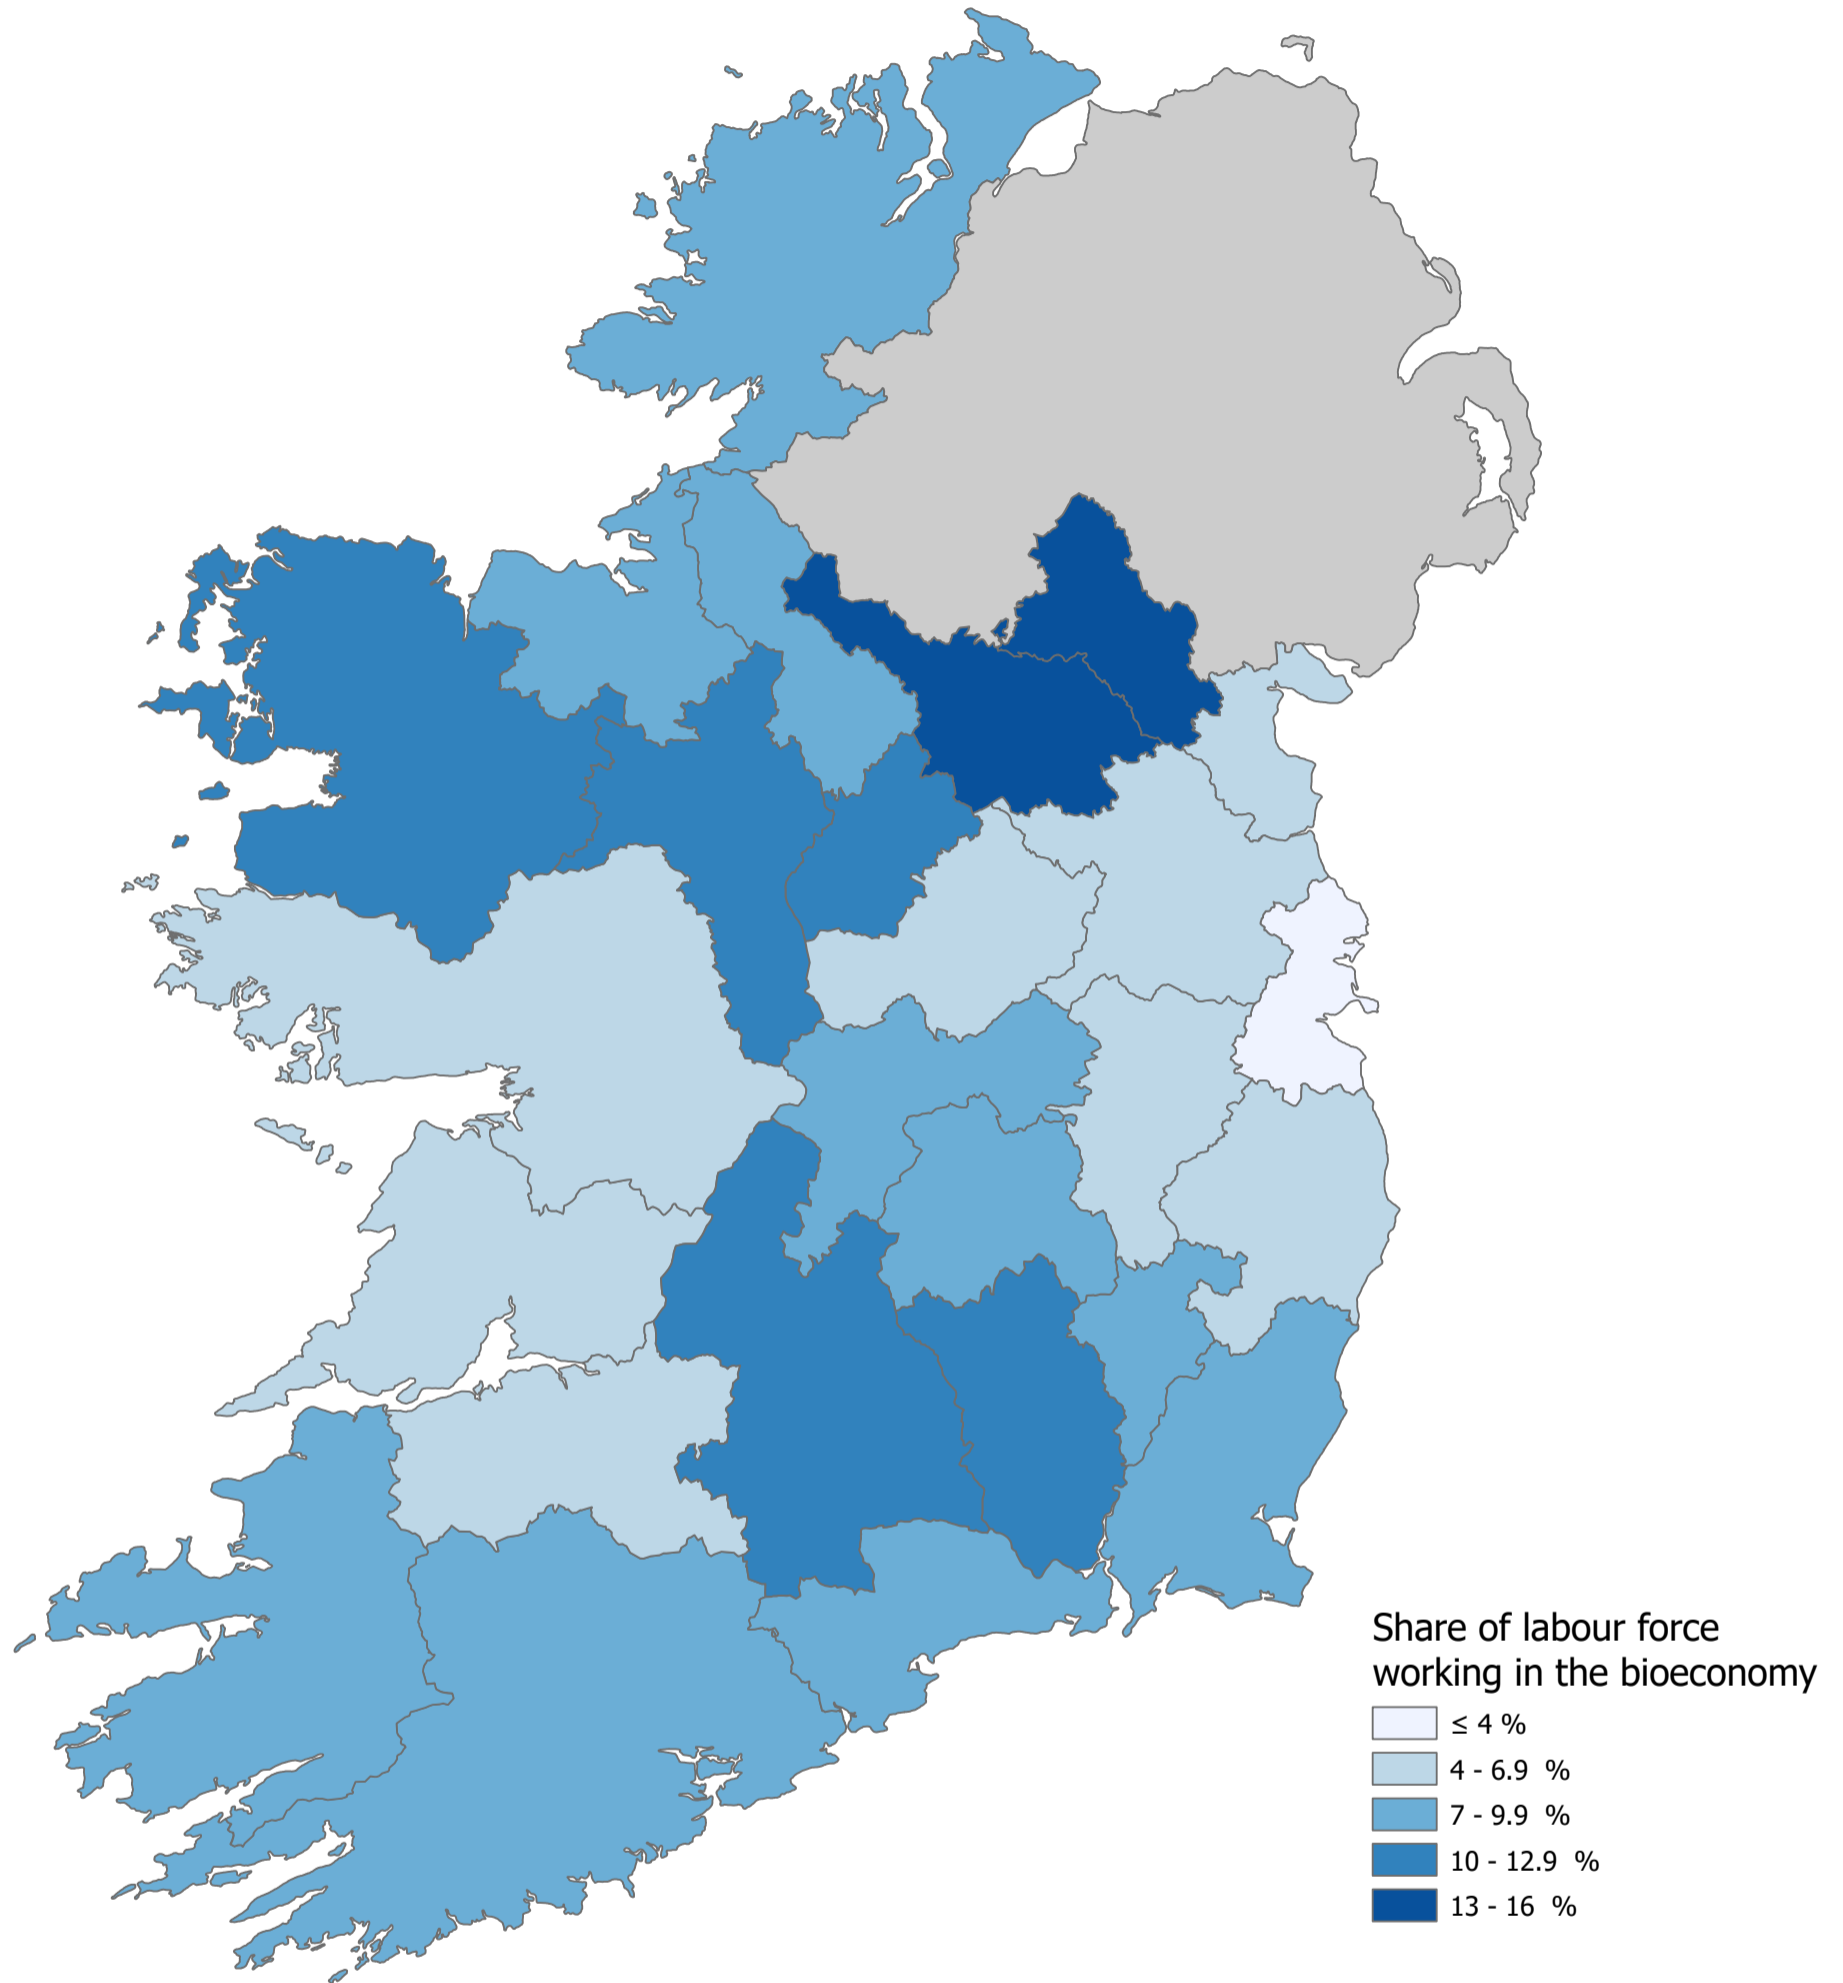 Share of labour force
working in the bioeconomy
≤ 4 %
4 - 6.9 %
7 - 9.9 %
10 - 12.9 %
13 - 16 %